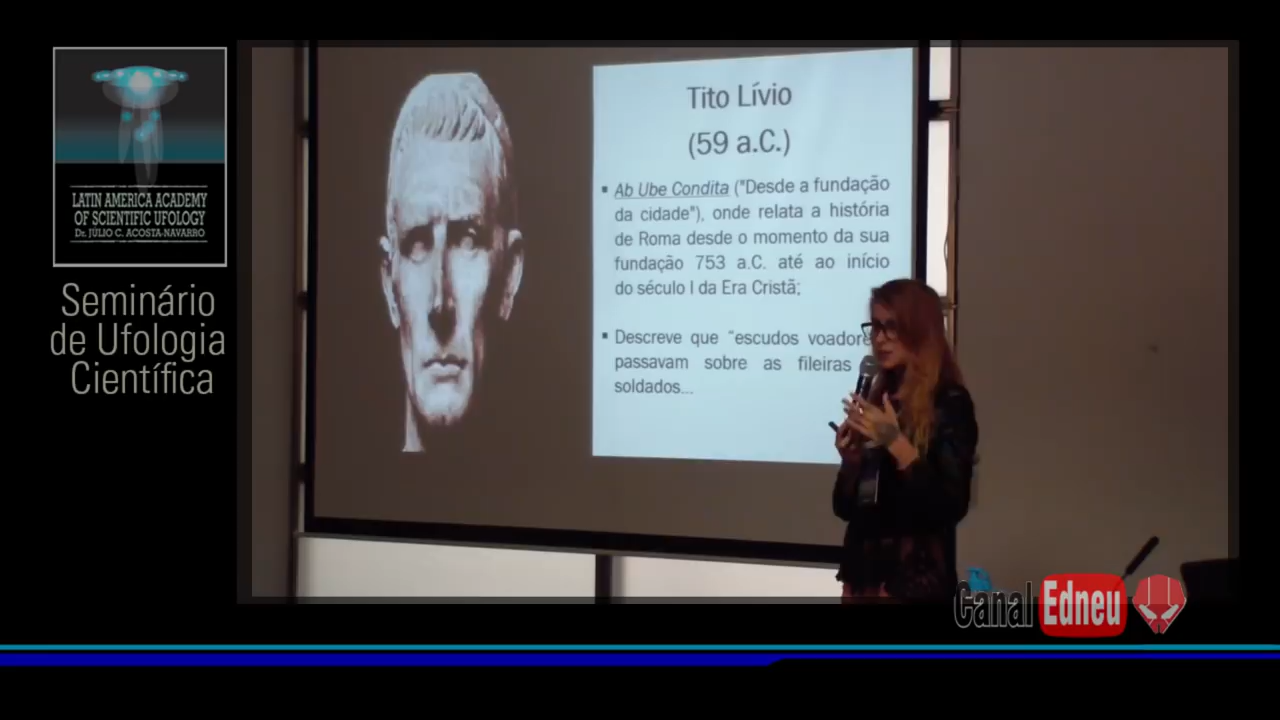 LATIN AMERICA ACADEMY
OF SCIENTIFIC UFOLOGY
Dr. JÚLIO C. ACOSTA-NAVARRO
Seminário
de Ufologia
Científica
Tito Lívio
(59 a.C.)
▪ Ab Ube Condita ("Desde a fundação
da cidade"), onde relata a história
de Roma desde o momento da sua
fundação 753 a.C. até ao início
do século I da Era Cristã;
▪ Descreve que “escudos voadore
passavam sobre as fileiras
soldados...
Canal Edneu